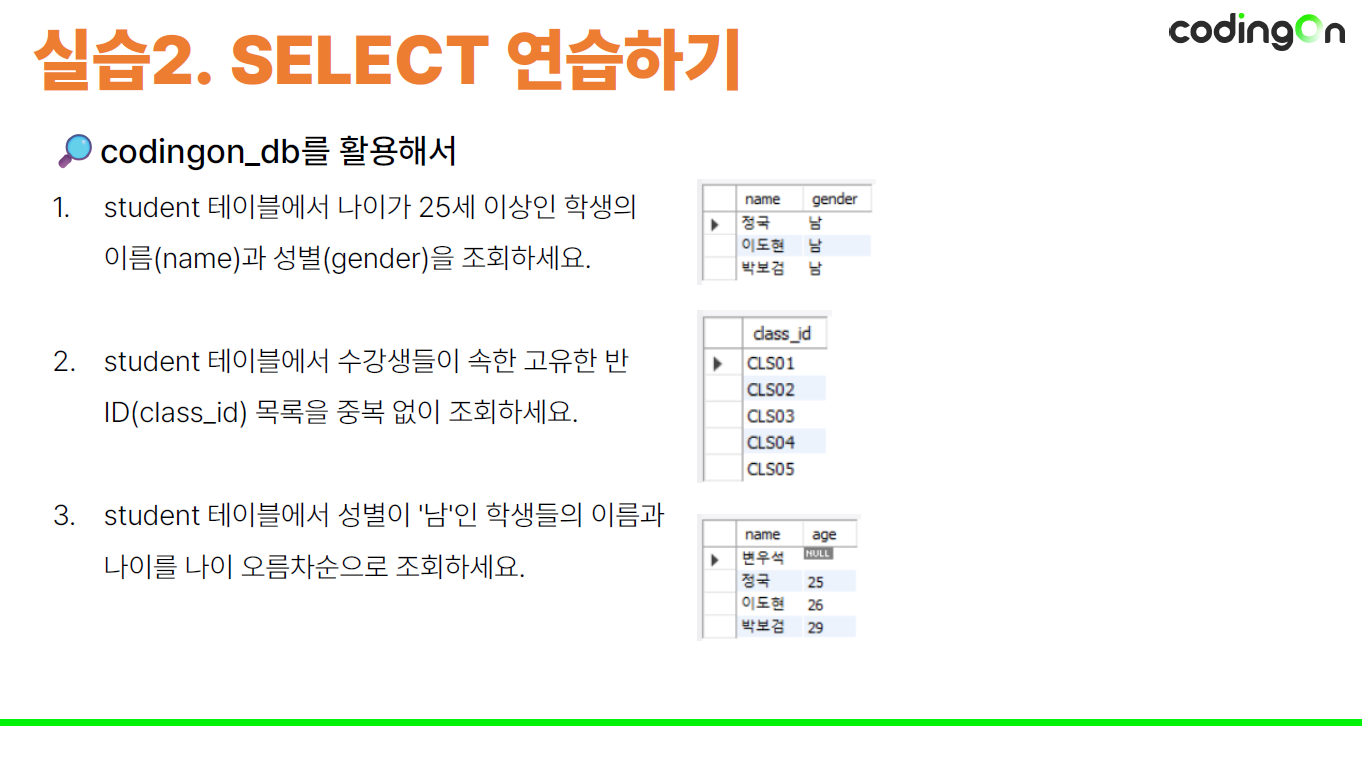 실습2. SELECT 연습하기
codingOn
codingon_db를 활용해서
1. student 테이블에서 나이가 25세 이상인 학생의
이름(name)과 성별(gender)을 조회하세요.
name gender
정국 남
이도현 남
박보검 남
2. student 테이블에서 수강생들이 속한 고유한 반
ID(class_id) 목록을 중복 없이 조회하세요.
class_id
CLS01
CLS02
CLS03
CLS04
CLS05
3. student 테이블에서 성별이 '남'인 학생들의 이름과
나이를 나이 오름차순으로 조회하세요.
name age
변우석 NULL
정국 25
이도현 26
박보검 29